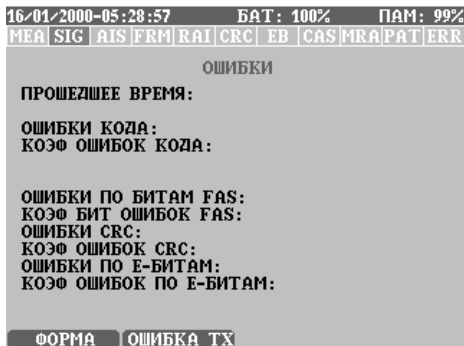 16/01/2000-05:28:57 БАТ: 100% ПАМ: 99%
MEA SIG AIS FRM RAI CRC EB CAS MRA PAT ERR
ОШИБКИ
ПРОШЕДШЕЕ ВРЕМЯ:
ОШИБКИ КОДА:
КОЭФ ОШИБОК КОДА:
ОШИБКИ ПО БИТАМ FAS:
КОЭФ БИТ ОШИБОК FAS:
ОШИБКИ CRC:
КОЭФ ОШИБОК CRC:
ОШИБКИ ПО Е-БИТАМ:
КОЭФ ОШИБОК ПО Е-БИТАМ:
ФОРМА ОШИБКА TX